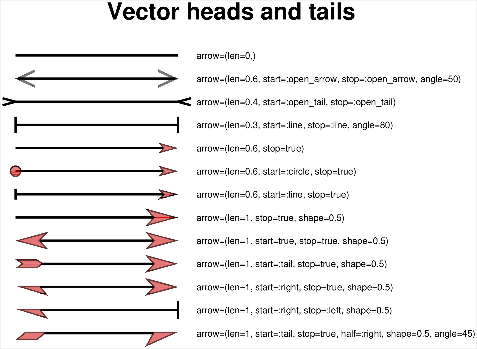 Vector heads and tails
arrow=(len=0,)
arrow=(len=0.6, start=:open_arrow, stop=:open_arrow, angle=50)
arrow=(len=0.4, start=:open_tail, stop=:open_tail)
arrow=(len=0.3, start=:line, stop=:line, angle=80)
arrow=(len=0.6, stop=true)
arrow=(len=0.6, start=:circle, stop=true)
arrow=(len=0.6, start=:line, stop=true)
arrow=(len=1, stop=true, shape=0.5)
arrow=(len=1, start=true, stop=true, shape=0.5)
arrow=(len=1, start=:tail, stop=true, shape=0.5)
arrow=(len=1, start=:right, stop=true, shape=0.5)
arrow=(len=1, start=:right, stop=:left, shape=0.5)
arrow=(len=1, start=:tail, stop=true, half=:right, shape=0.5, angle=45)